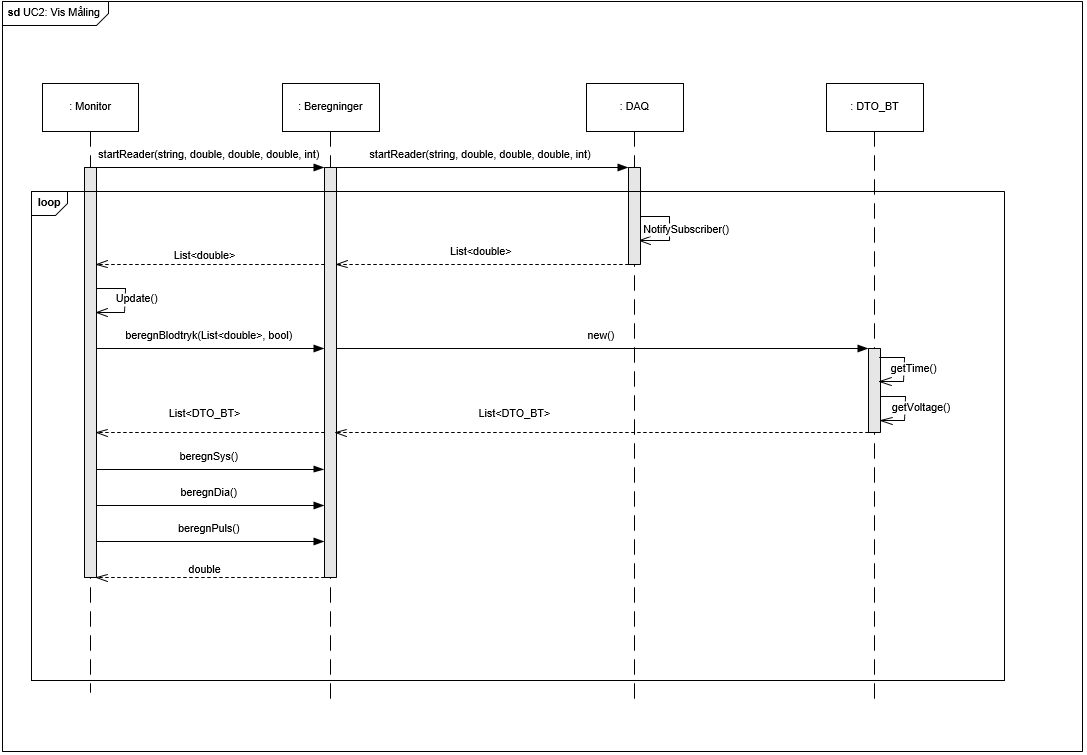 sd UC2: Vis Måling
: Monitor
: Beregninger
: DAQ
: DTO_BT
startReader(string, double, double, double, int)
startReader(string, double, double, double, int)
loop
NotifySubscriber()
List<double>
List<double>
Update()
beregnBlodtryk(List<double>, bool)
new()
getTime()
getVoltage()
List<DTO_BT>
List<DTO_BT>
beregnSys()
beregnDia()
beregnPuls()
double